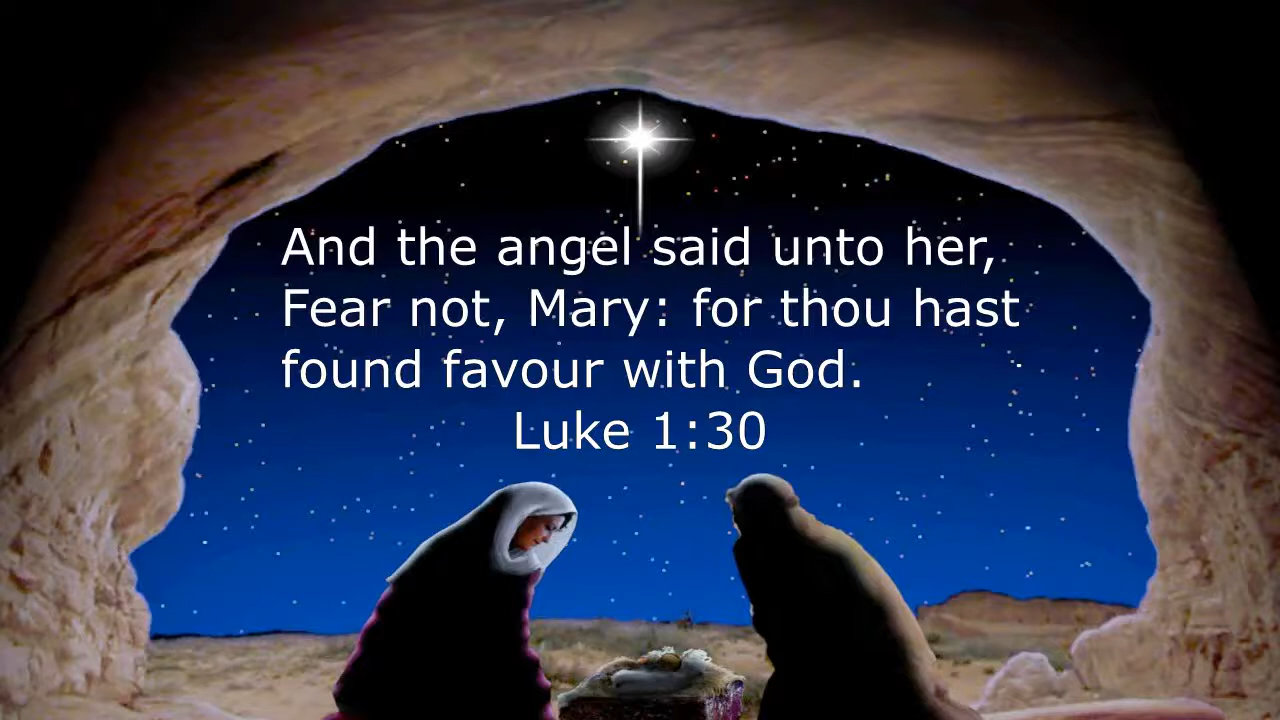 And the angel said unto her,
Fear not, Mary: for thou hast
found favour with God.
Luke 1:30